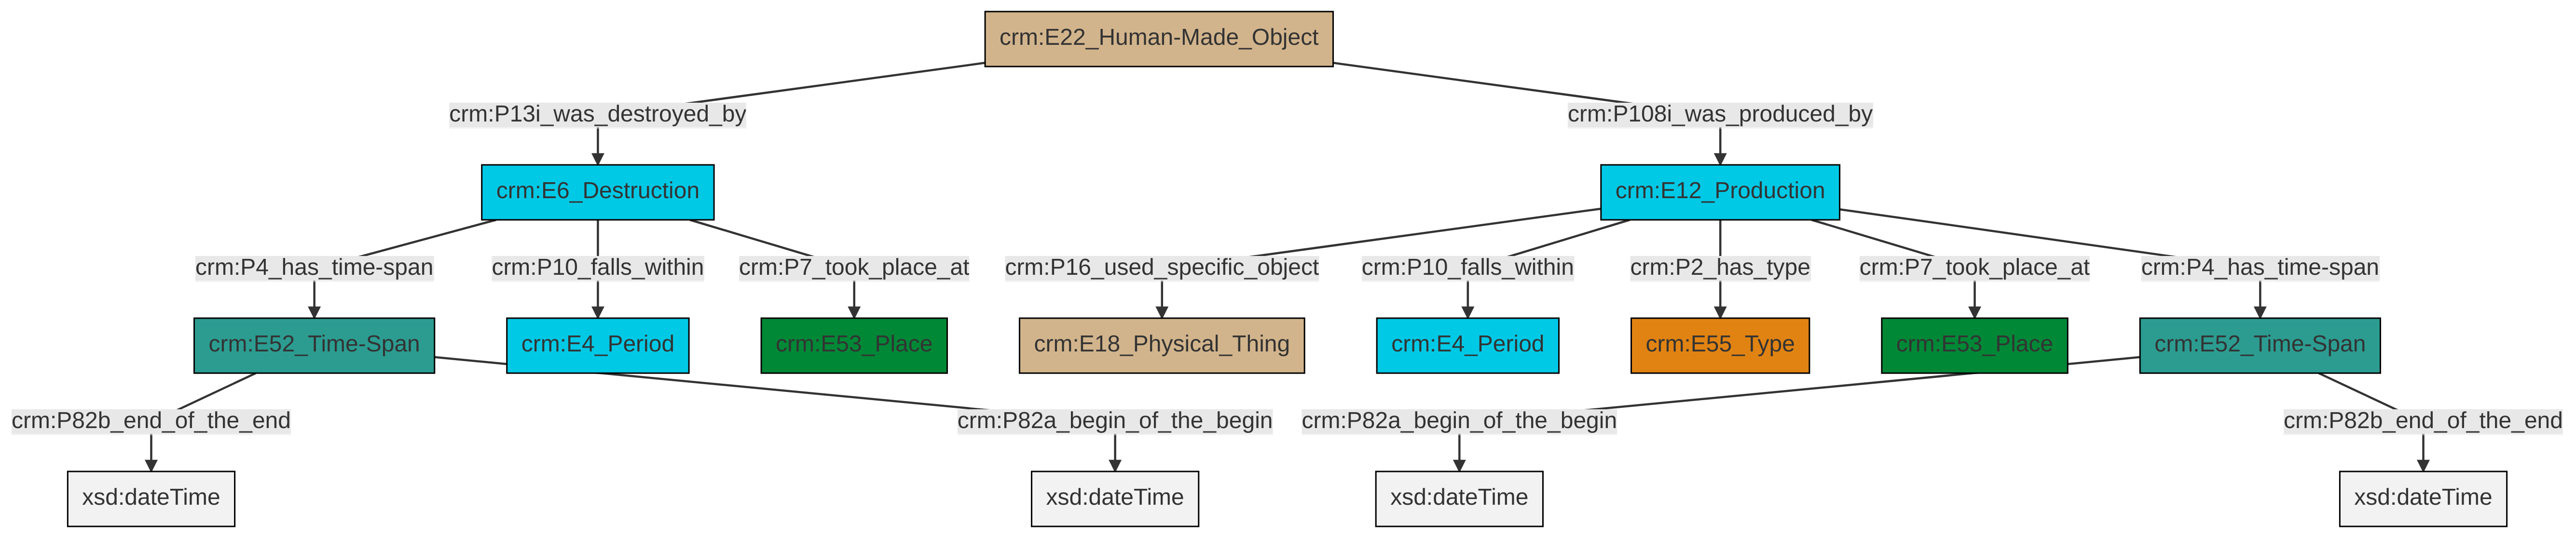 crm:E22_Human-Made_Object
crm:P13i_was_destroyed_by
crm:P108i_was_produced_by
crm:E6_Destruction
crm:E12_Production
crm:P4_has_time-span
crm:P10_falls_within
crm:P7_took_place_at
crm:P16_used_specific_object
crm:P10_falls_within
crm:P2_has_type
crm:P7_took_place_at
crm:P4_has_time-span
crm:E52_Time-Span
crm:E4_Period
crm:E53_Place
crm:E18_Physical_Thing
crm:E4_Period
crm:E55_Type
crm:E53_Place
crm:E52_Time-Span
crm:P82b_end_of_the_end
crm:P82a_begin_of_the_begin
crm:P82a_begin_of_the_begin
crm:P82b_end_of_the_end
xsd:dateTime
xsd:dateTime
xsd:dateTime
xsd:dateTime